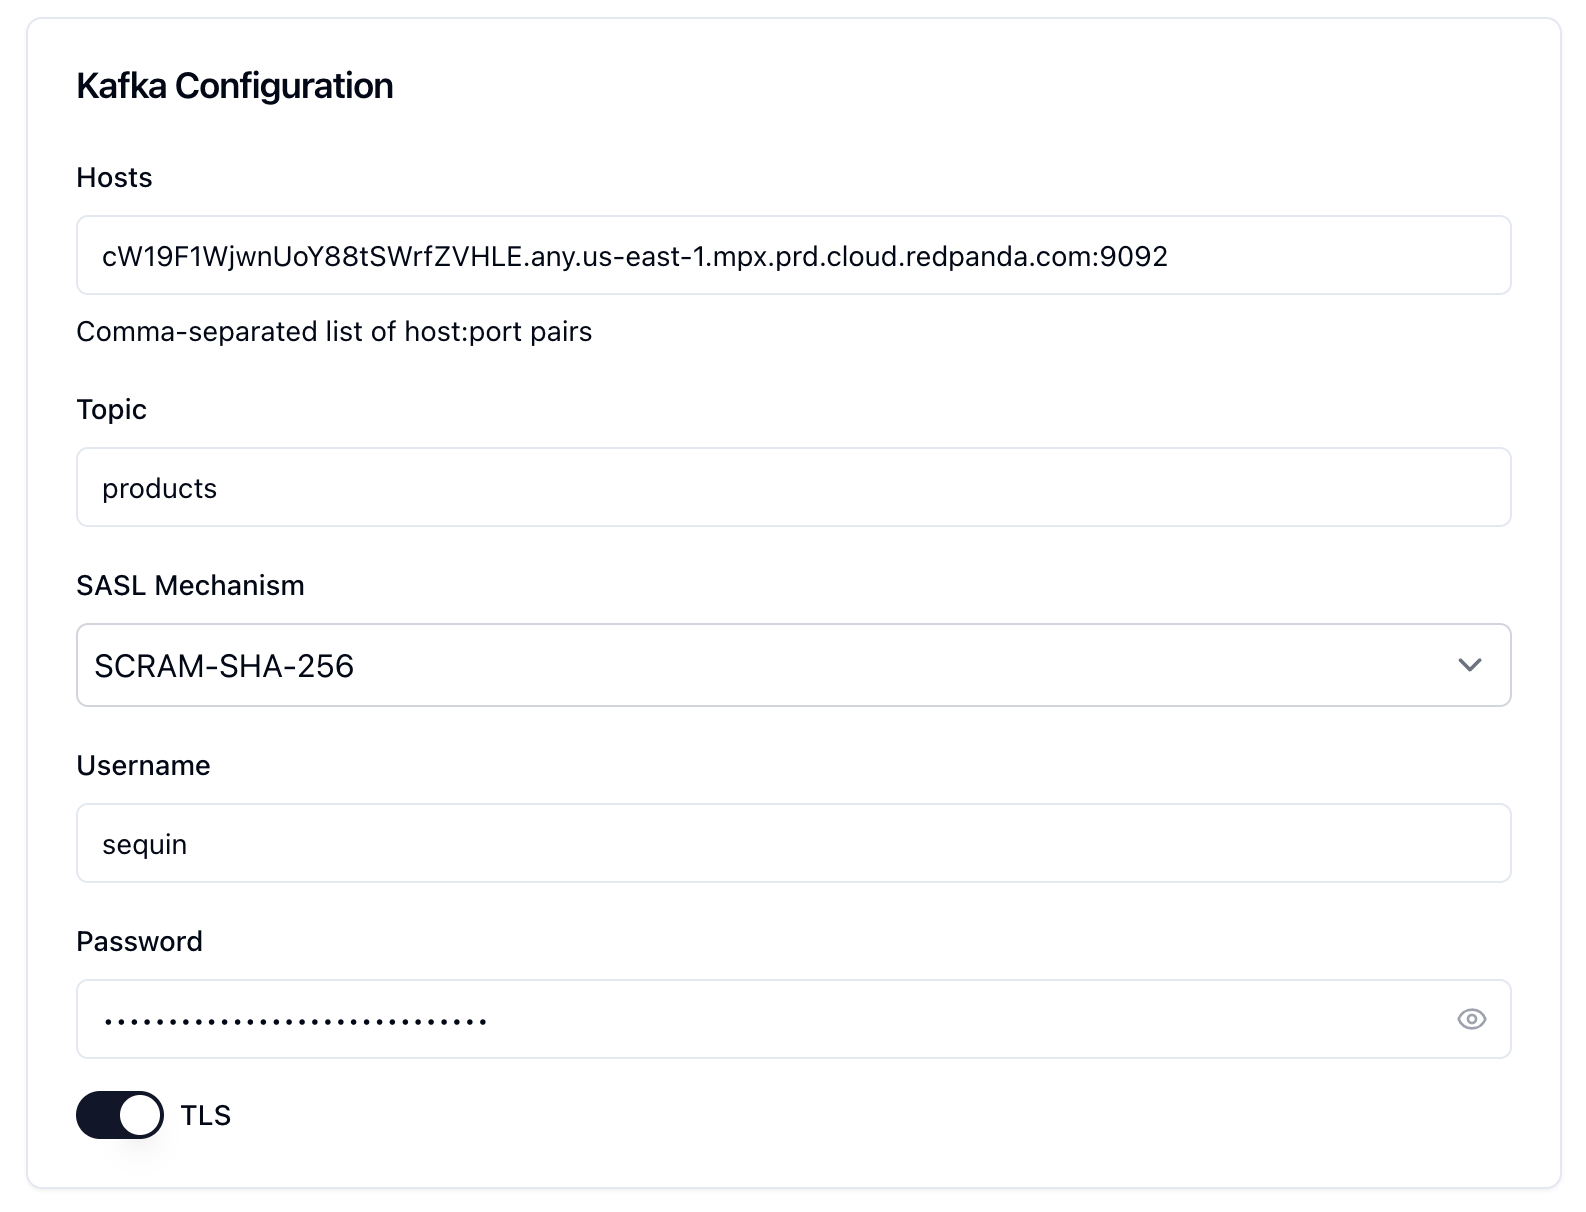 Kafka Configuration
Hosts
cW19F1WjwnUoY88tSWrfZVHLE.any.us-east-1.mpx.prd.cloud.redpanda.com:9092
Comma-separated list of host:port pairs
Topic
products
SASL Mechanism
SCRAM-SHA-256
Username
sequin
Password
••••••••••••••••••••••••••••••
TLS